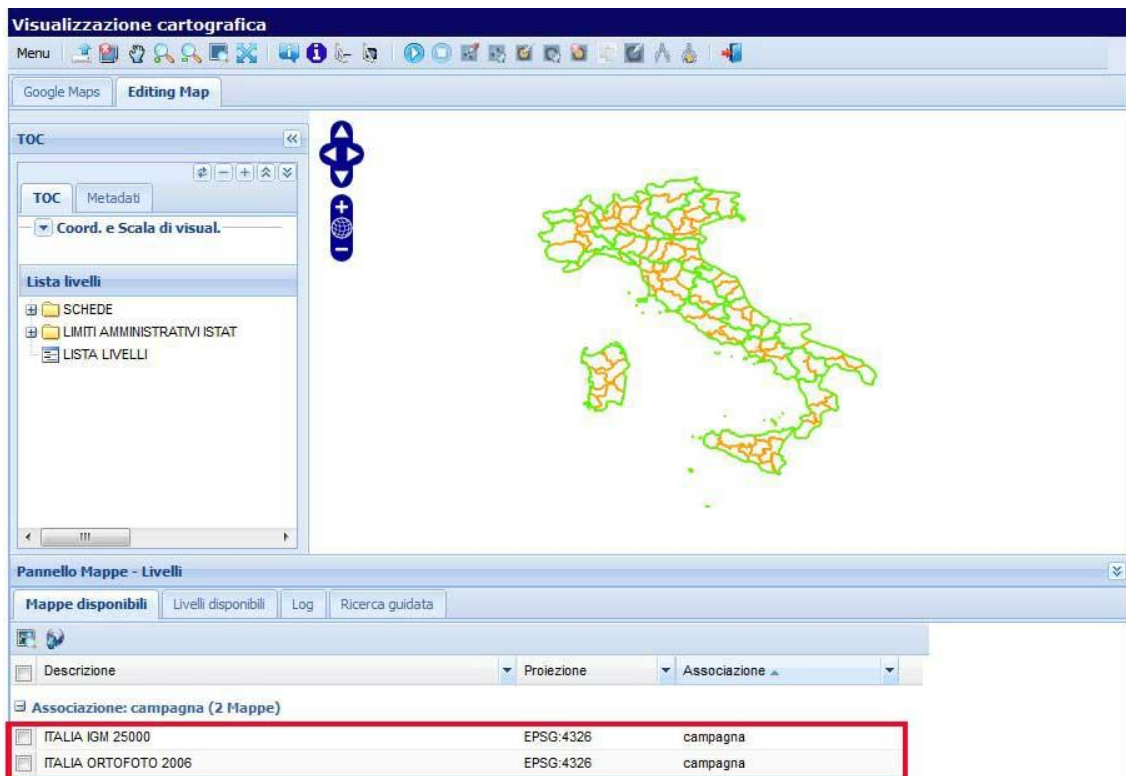 Visualizzazione cartografica
Menu
Google Maps Editing Map
TOC
TOC Metadati
Coord. e Scala di visual.
Lista livelli
SCHEDE
LIMITI AMMINISTRATIVI ISTAT
LISTA LIVELLI
Pannello Mappe - Livelli
Mappe disponibili Livelli disponibili Log Ricerca guidata
Descrizione Proiezione Associazione
Associazione: campagna (2 Mappe)
ITALIA IGM 25000 EPSG:4326 campagna
ITALIA ORTOFOTO 2006 EPSG:4326 campagna